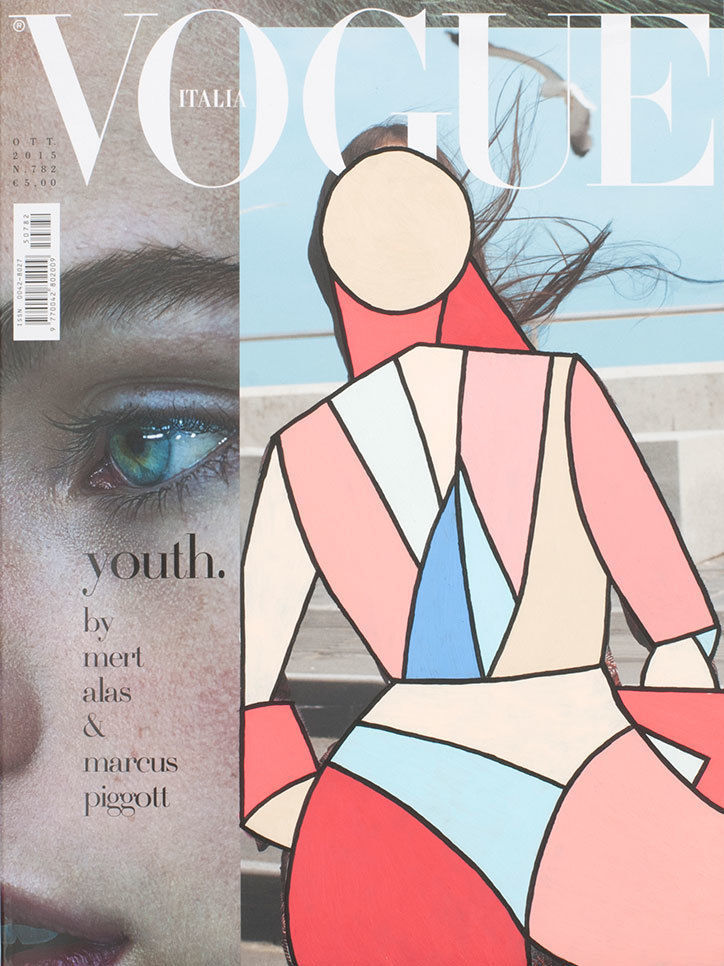 ®
VOGUE
ITALIA
OTT.
2015
N. 782
€ 5,00
50782
ISSN 0042-8027
9 770042 802009
youth.
by
mert
alas
&
marcus
piggott